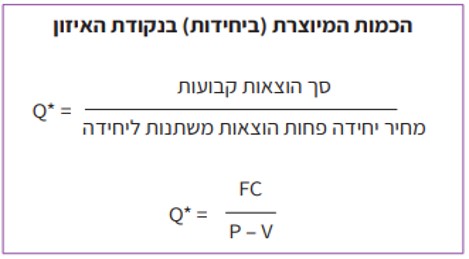 הכמות המיוצרת (ביחידות) בנקודת האיזון
סך הוצאות קבועות
Q* =
מחיר יחידה פחות הוצאות משתנות ליחידה
FC
Q* =
P – V